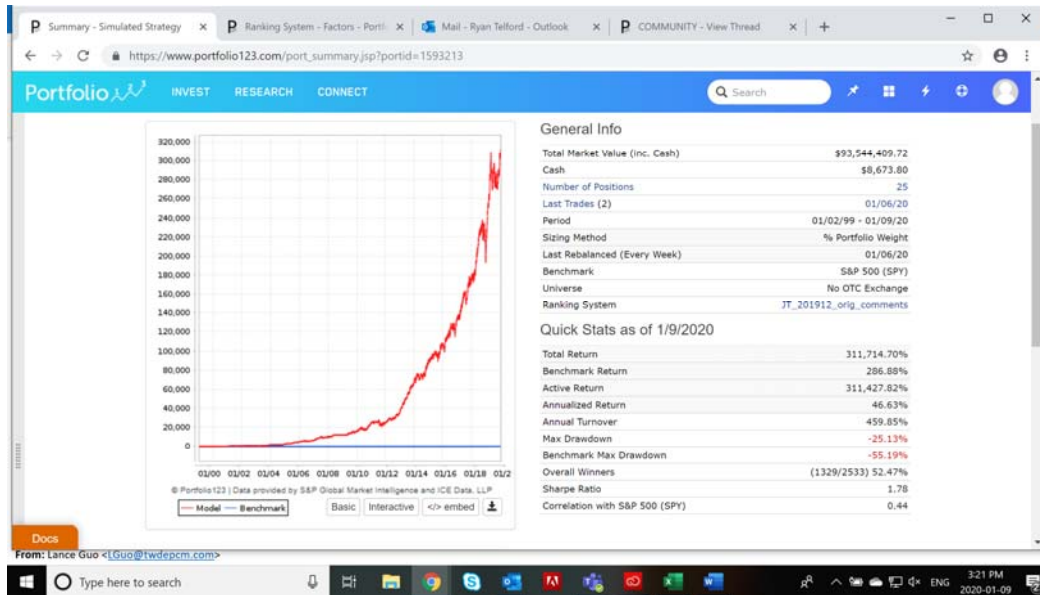 Summary - Simulated Strategy
Ranking System - Factors - Portf
Mail - Ryan Telford - Outlook
COMMUNITY - View Thread
https://www.portfolio123.com/port_summary.jsp?portid=1593213
Portfolio
INVEST RESEARCH CONNECT
Search
320,000
300,000
280,000
260,000
240,000
220,000
200,000
180,000
160,000
140,000
120,000
100,000
80,000
60,000
40,000
20,000
0
01/00 01/02 01/04 01/06 01/08 01/10 01/12 01/14 01/16 01/18 01/2
© Portfolio123 | Data provided by S&P Global Market Intelligence and ICE Data, LLP
Model Benchmark
Basic Interactive </> embed
General Info
Total Market Value (inc. Cash) $93,544,409.72
Cash $8,673.80
Number of Positions 25
Last Trades (2) 01/06/20
Period 01/02/99 - 01/09/20
Sizing Method % Portfolio Weight
Last Rebalanced (Every Week) 01/06/20
Benchmark S&P 500 (SPY)
Universe No OTC Exchange
Ranking System JT_201912_orig_comments
Quick Stats as of 1/9/2020
Total Return 311,714.70%
Benchmark Return 286.88%
Active Return 311,427.82%
Annualized Return 46.63%
Annual Turnover 459.85%
Max Drawdown -25.13%
Benchmark Max Drawdown -55.19%
Overall Winners (1329/2533) 52.47%
Sharpe Ratio 1.78
Correlation with S&P 500 (SPY) 0.44
Docs
From: Lance Guo <LGuo@twdepcm.com>
Type here to search
ENG
3:21 PM
2020-01-09